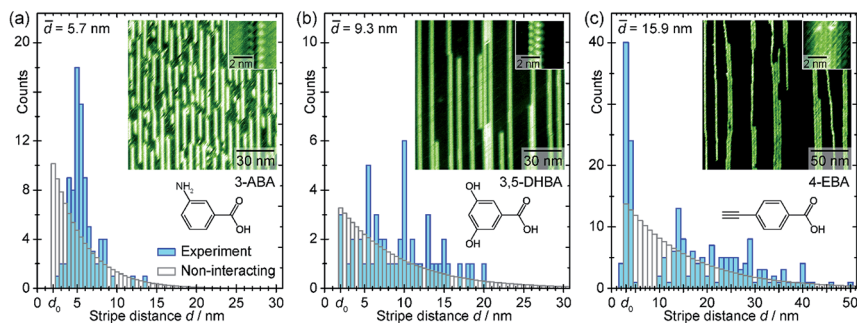 (a) d̅ = 5.7 nm
2 nm
30 nm
3-ABA
NH2
O
OH
Experiment
Non-interacting
Counts
20
16
12
8
4
0
0 d0 5 10 15 20 25 30
Stripe distance d / nm
(b) d̅ = 9.3 nm
2 nm
30 nm
3,5-DHBA
OH
O
OH
OH
Counts
10
8
6
4
2
0
0 d0 5 10 15 20 25 30
Stripe distance d / nm
(c) d̅ = 15.9 nm
2 nm
50 nm
4-EBA
O
OH
Counts
40
30
20
10
0
0 d0 10 20 30 40 50
Stripe distance d / nm